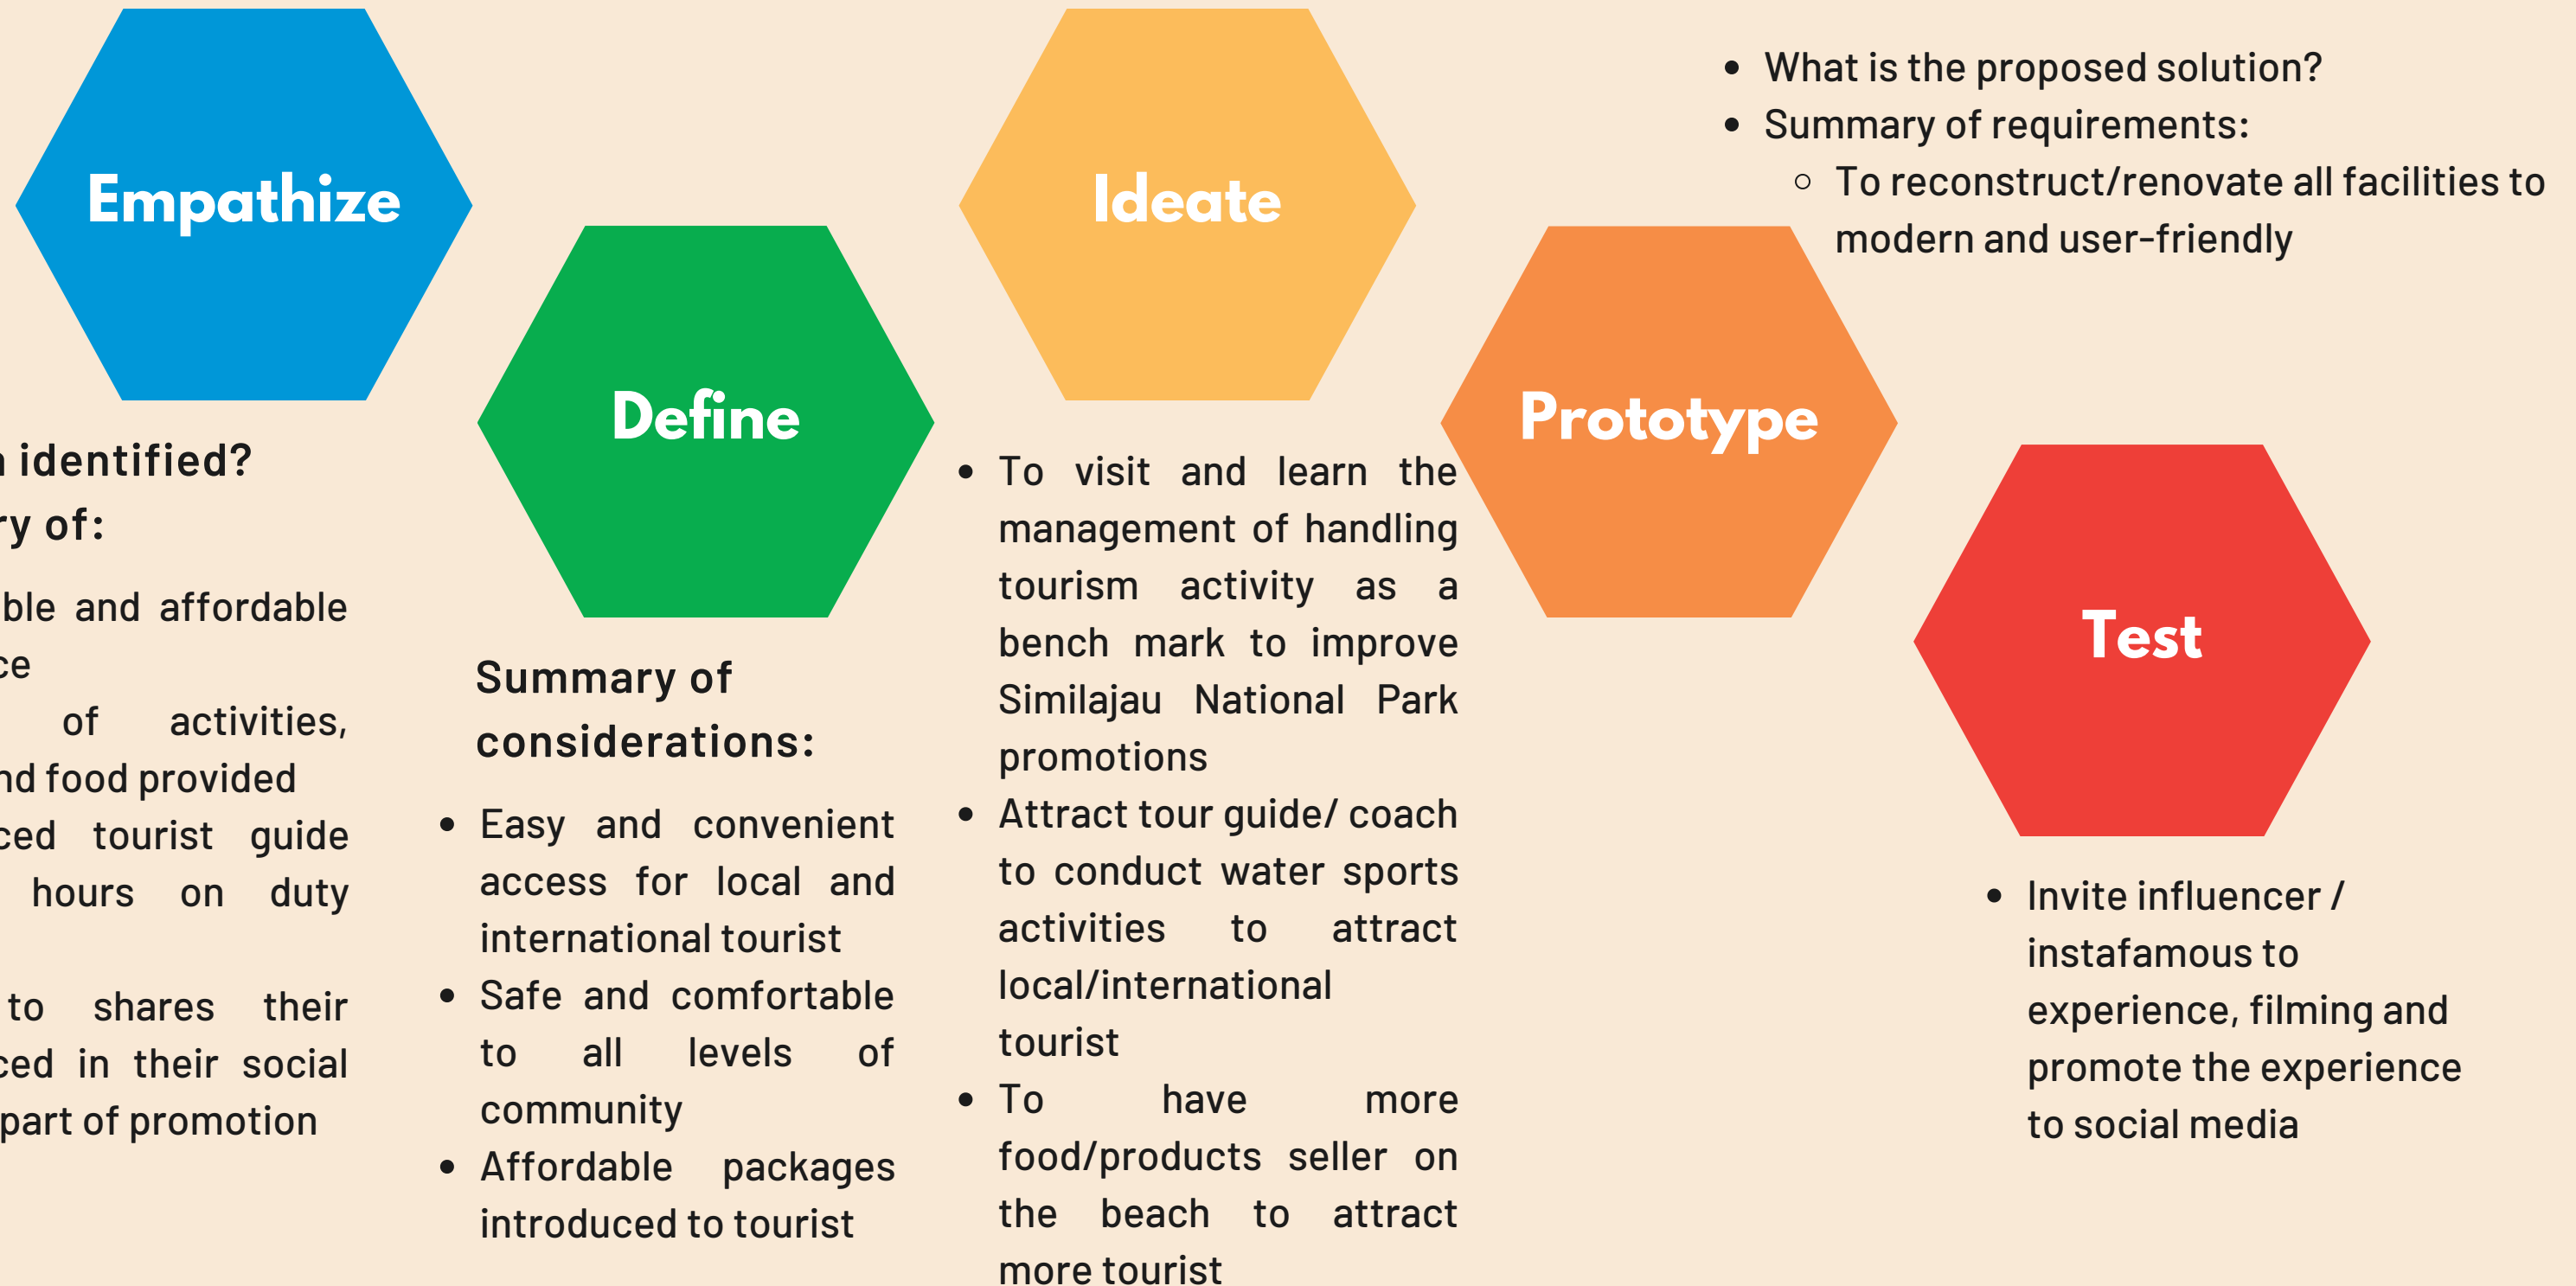 Empathize
identified?
of:
and affordable
of activities,
food provided
tourist guide
hours on duty
to shares their
in their social
part of promotion
Define
Summary of
considerations:
• Easy and convenient
access for local and
international tourist
• Safe and comfortable
to all levels of
community
• Affordable packages
introduced to tourist
Ideate
• To visit and learn the
management of handling
tourism activity as a
bench mark to improve
Similajau National Park
promotions
• Attract tour guide/ coach
to conduct water sports
activities to attract
local/international
tourist
• To have more
food/products seller on
the beach to attract
more tourist
• What is the proposed solution?
• Summary of requirements:
○ To reconstruct/renovate all facilities to
modern and user-friendly
Prototype
Test
• Invite influencer /
instafamous to
experience, filming and
promote the experience
to social media